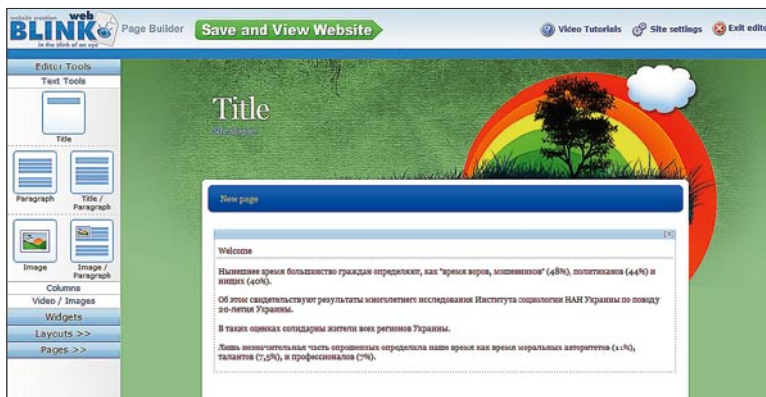 website creation
BLINK web
in the blink of an eye
Page Builder
Save and View Website
Video Tutorials
Site settings
Exit edito
Editor Tools
Text Tools
Title
Paragraph
Title /
Paragraph
Image
Image /
Paragraph
Columns
Video / Images
Widgets
Layouts >>
Pages >>
Title
New page
[x]
Welcome
Нынешнее время большинство граждан определяют, как "время воров, мошенников" (48%), политиканов (44%) и
нищих (40%).
Об этом свидетельствуют результаты многолетнего исследования Института социологии НАН Украины по поводу
20-летия Украины.
В таких оценках солидарны жители всех регионов Украины.
Лишь незначительная часть опрошенных определила наше время как время моральных авторитетов (11%),
талантов (7,5%), и профессионалов (7%).